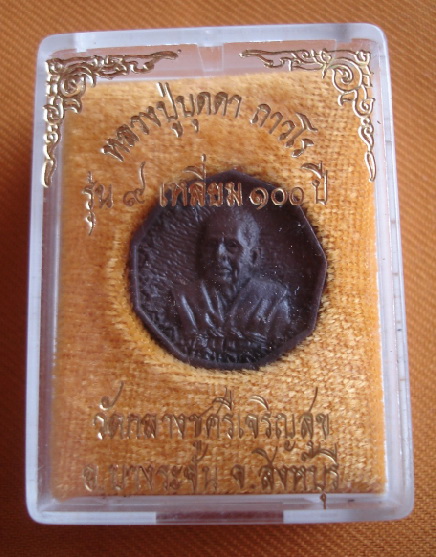 หลวงปู่บุดดา ถาวโร
รุ่น ๙ เหลี่ยม ๑๐๐ ปี
วัดกลางชูศรีเจริญสุข
อ.บางระจัน จ.สิงห์บุรี